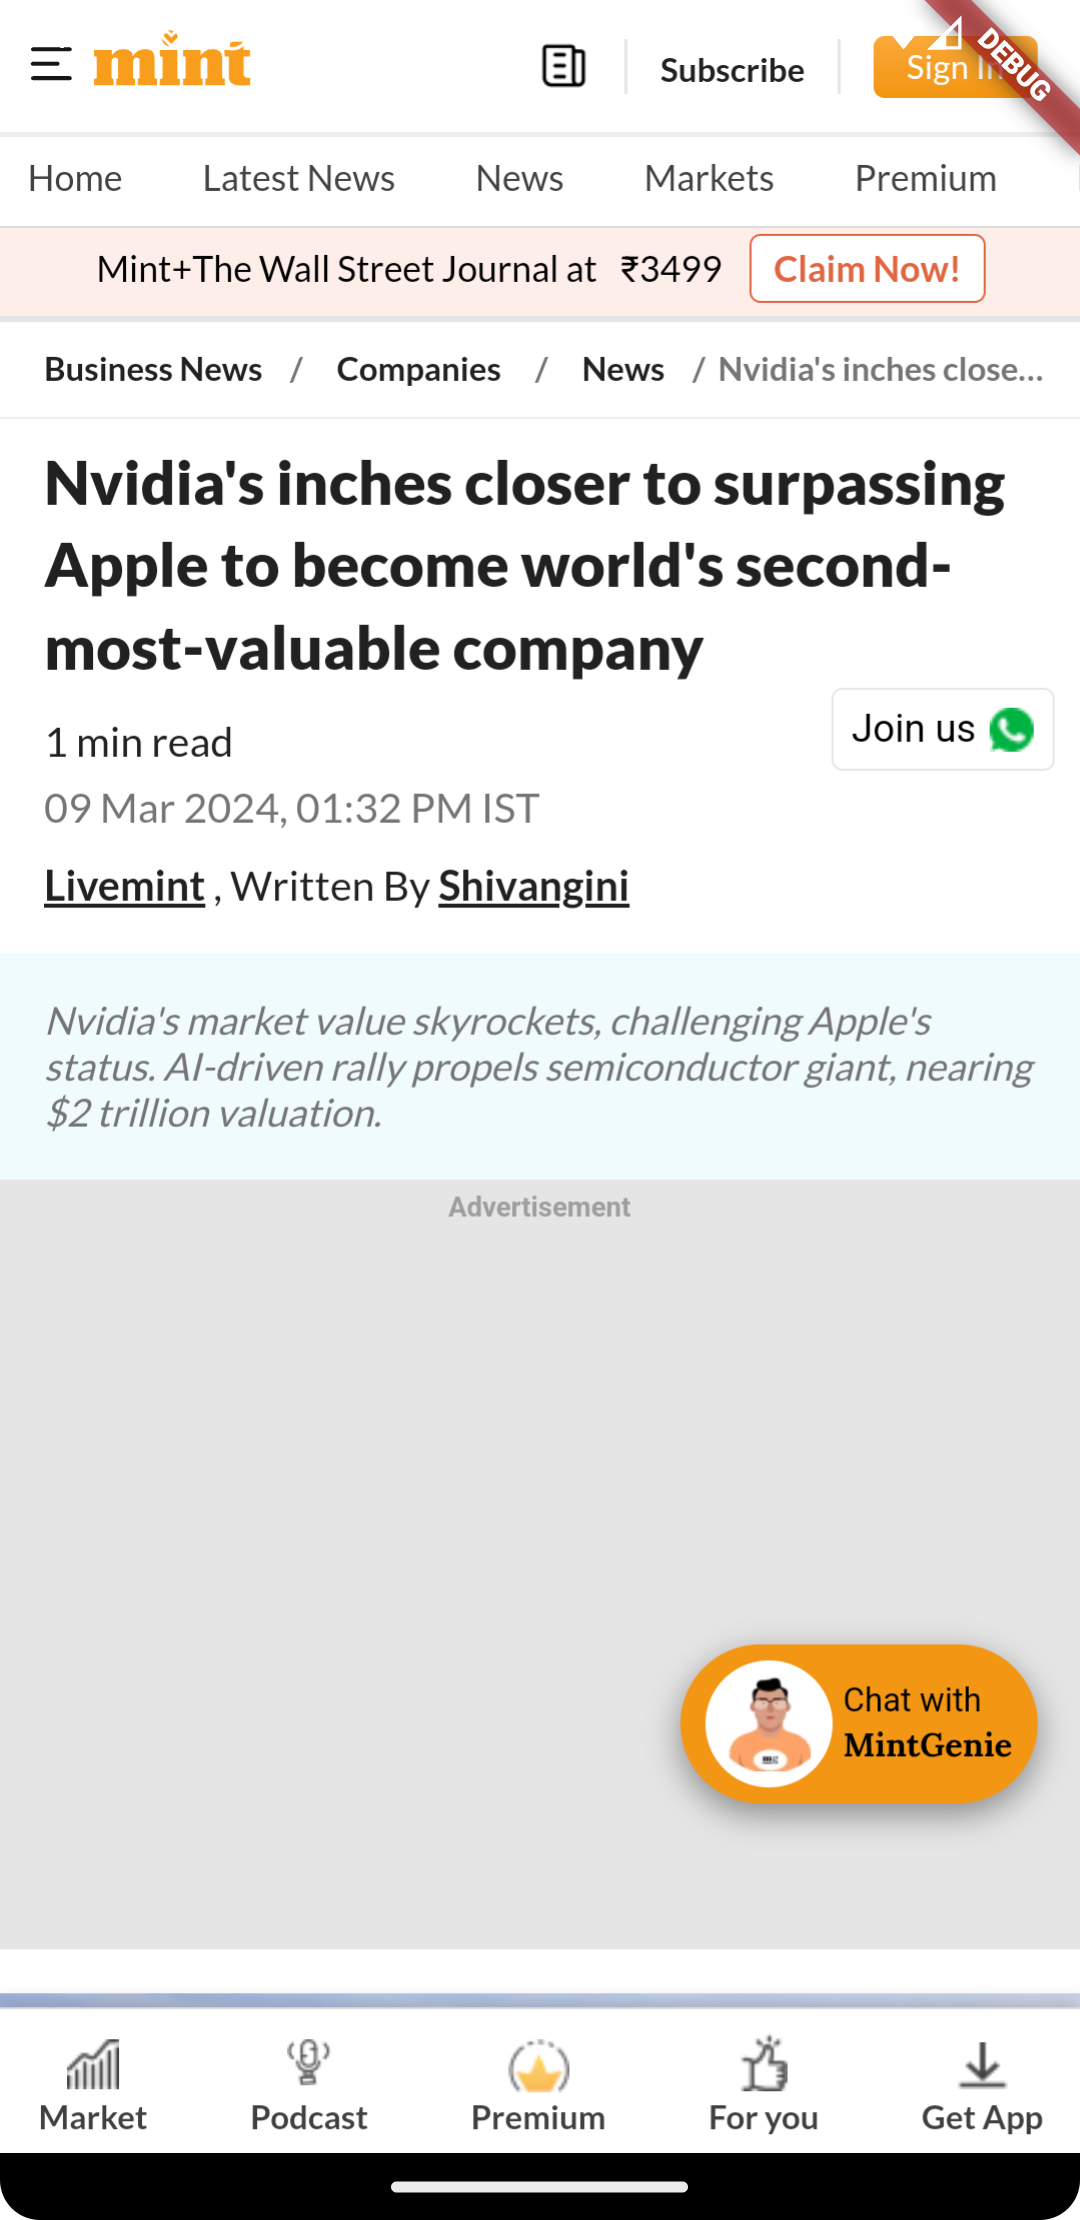 mint
Subscribe
Sign In
DEBUG
Home
Latest News
News
Markets
Premium
Mint+The Wall Street Journal at ₹3499
Claim Now!
Business News / Companies / News / Nvidia's inches close...
Nvidia's inches closer to surpassing
Apple to become world's second-
most-valuable company
1 min read
Join us
09 Mar 2024, 01:32 PM IST
Livemint , Written By Shivangini
Nvidia's market value skyrockets, challenging Apple's
status. AI-driven rally propels semiconductor giant, nearing
$2 trillion valuation.
Advertisement
Chat with
MintGenie
Market
Podcast
Premium
For you
Get App